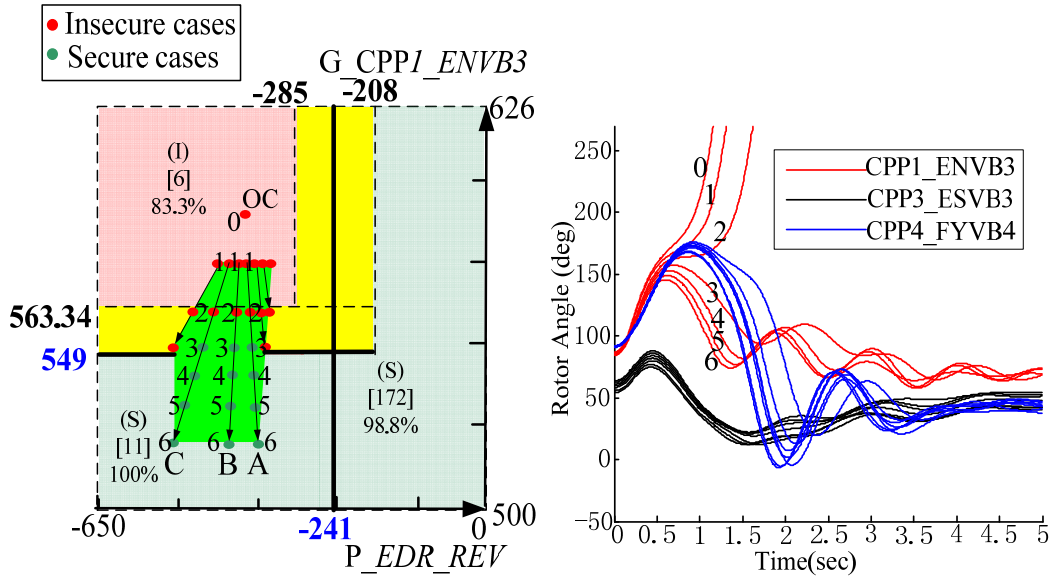 Insecure cases
Secure cases
G_CPP1_ENVB3
-285 -208
626
(I)
[6]
83.3%
OC
0
1 1 1
2 2
563.34
549
3 3 3
4 4 4
5 5 5
6 6 6
C B A
(S)
[172]
98.8%
(S)
[11]
100%
-650
-241
0
500
P_EDR_REV
250
200
150
100
50
0
−50
Rotor Angle (deg)
0
1
2
3
4
5
6
CPP1_ENVB3
CPP3_ESVB3
CPP4_FYVB4
0 0.5 1 1.5 2 2.5 3 3.5 4 4.5 5
Time(sec)